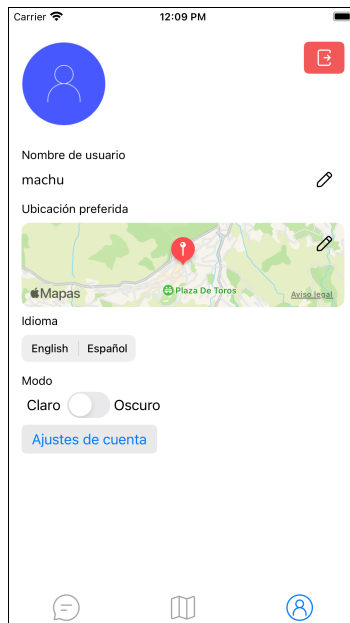 Carrier 12:09 PM
Nombre de usuario
machu
Ubicación preferida
Mapas
Plaza De Toros
Aviso legal
Idioma
English Español
Modo
Claro Oscuro
Ajustes de cuenta